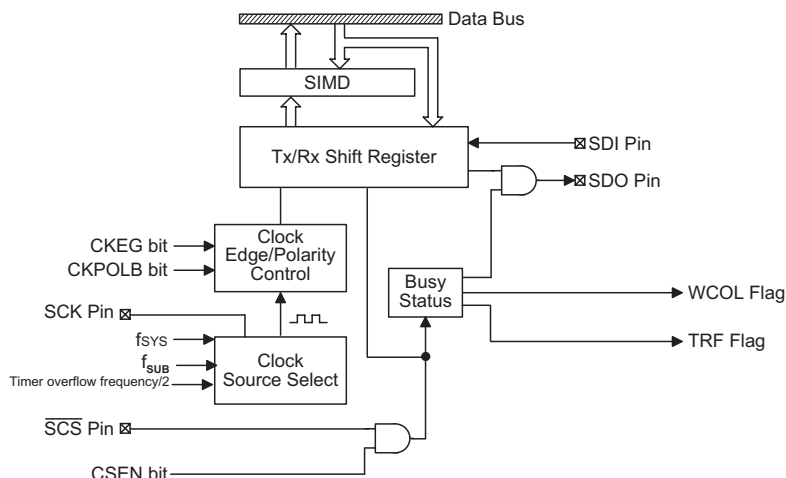 Data Bus
SIMD
Tx/Rx Shift Register
SDI Pin
SDO Pin
CKEG bit
CKPOLB bit
Clock
Edge/Polarity
Control
Busy
Status
WCOL Flag
TRF Flag
SCK Pin
fSYS
fSUB
Timer overflow frequency/2
Clock
Source Select
SCS Pin
CSEN bit